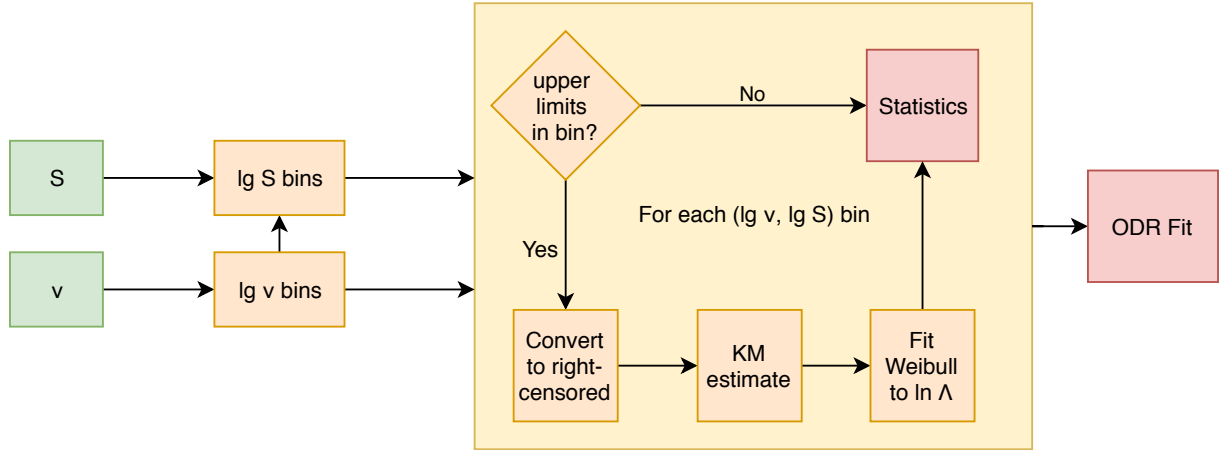 S
lg S bins
ν
lg ν bins
upper
limits
in bin?
No
Statistics
Yes
For each (lg ν, lg S) bin
Convert
to right-
censored
KM
estimate
Fit
Weibull
to ln Λ
ODR Fit